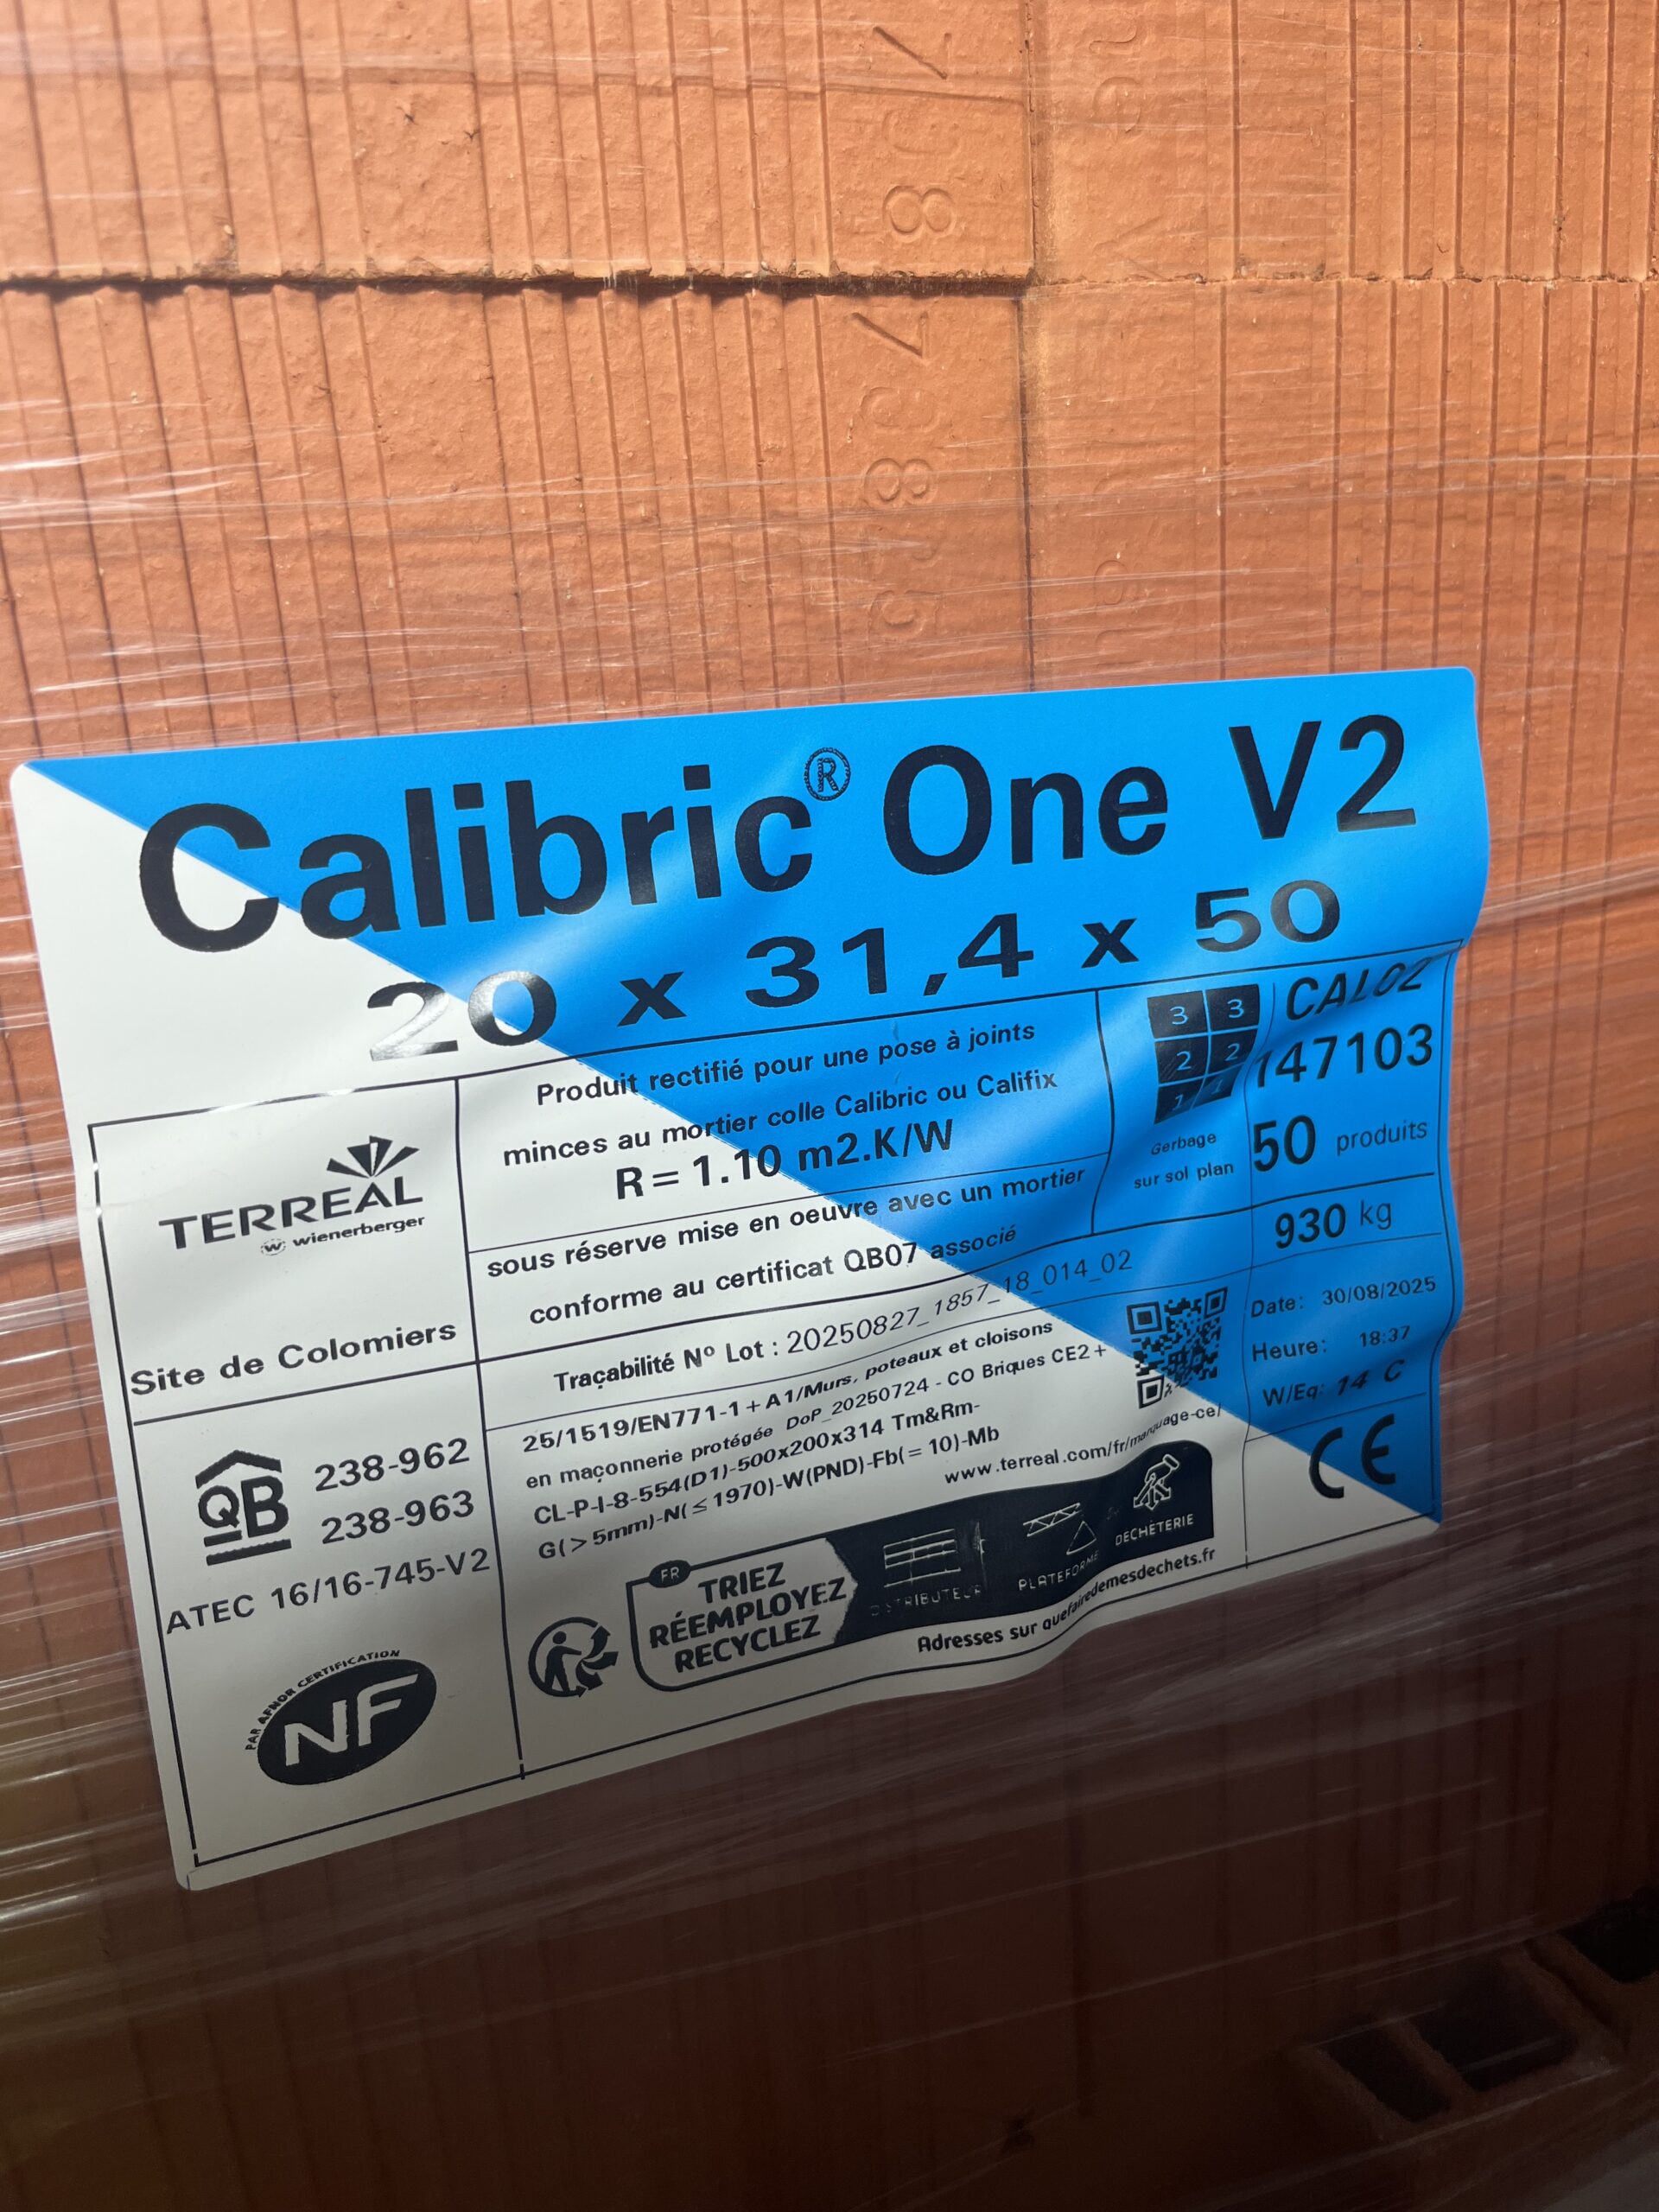 Calibric® One V2
20 x 31,4 x 50
TERREAL
wienerberger
Site de Colomiers
Produit rectifié pour une pose à joints
minces au mortier colle Calibric ou Califix
R= 1.10 m2.K/W
sous réserve mise en oeuvre avec un mortier
conforme au certificat QB07 associé
3 3
2 2
1 1
Gerbage
sur sol plan
CAL02
147103
50 produits
930 kg
Date: 30/08/2025
Heure: 18:37
W/Eq: 14 C
CE
Traçabilité Nº Lot : 20250827_1857_18_014_02
25/1519/EN771-1+A1/Murs, poteaux et cloisons
en maçonnerie protégée DoP_20250724 - CO Briques CE2+
CL-P-I-8-554(D1)-500x200x314 Tm&Rm-
G(>5mm)-N(≤1970)-W(PND)-Fb(=10)-Mb
www.terreal.com/fr/marquage-ce/
QB
238-962
238-963
ATEC 16/16-745-V2
PAR AFNOR CERTIFICATION
NF
FR
TRIEZ
RÉEMPLOYEZ
RECYCLEZ
DISTRIBUTEUR
PLATEFORME
DECHÈTERIE
Adresses sur quefairedemesdechets.fr